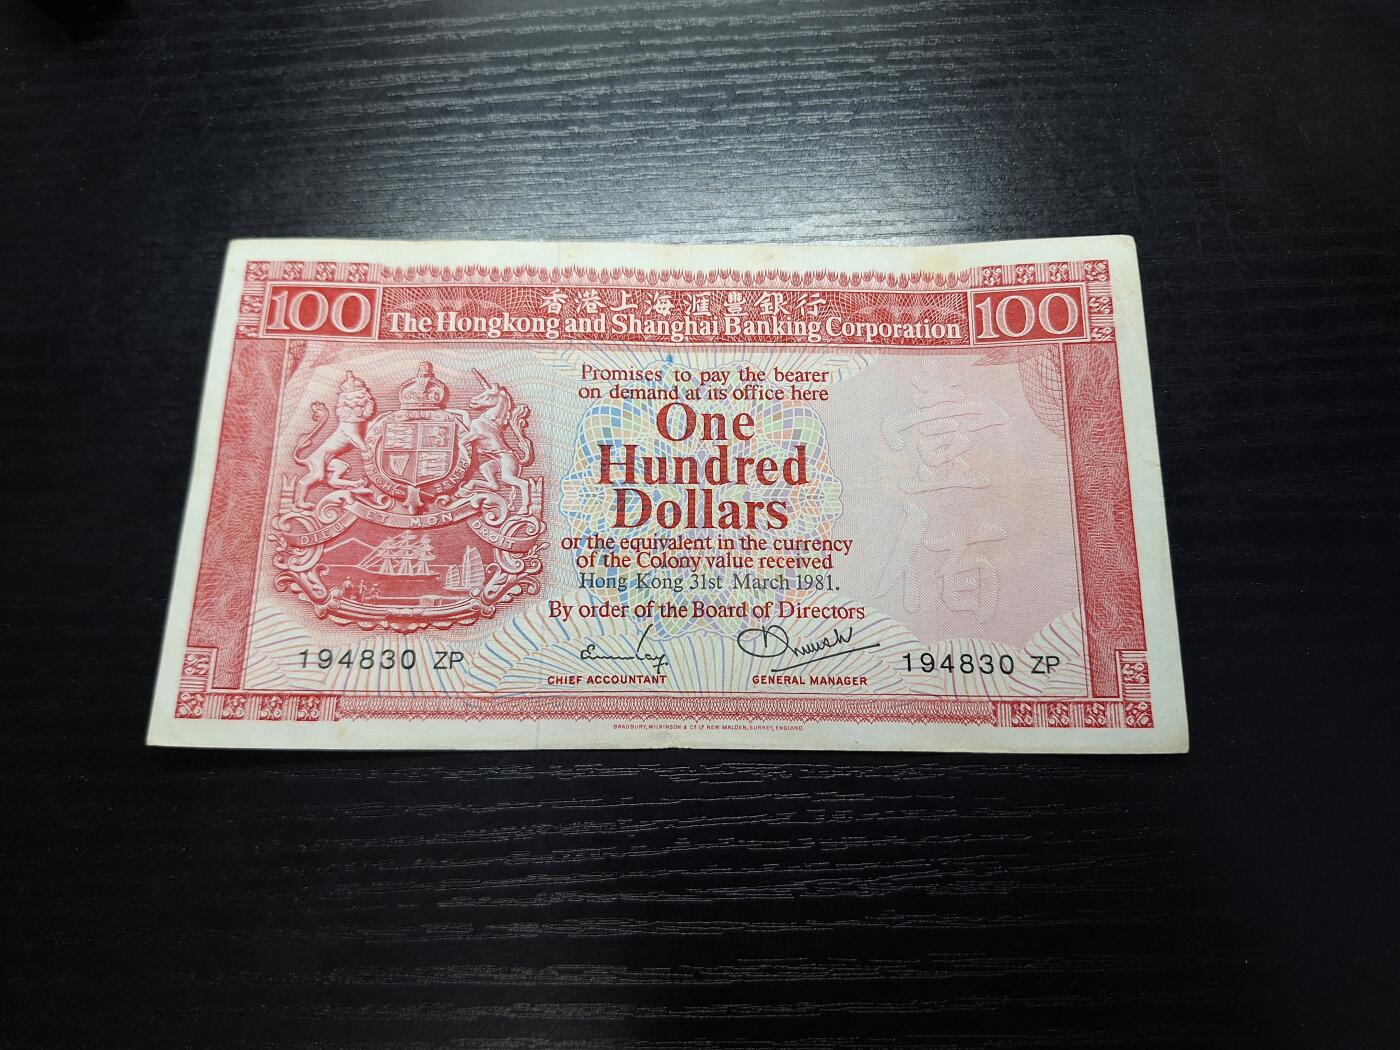 100
香港上海滙豐銀行
100
The Hongkong and Shanghai Banking Corporation
Promises to pay the bearer
on demand at its office here
One
Hundred
Dollars
or the equivalent in the currency
of the Colony value received
Hong Kong 31st March 1981.
By order of the Board of Directors
壹
佰
DIEU ET MON DROIT
194830 ZP
194830 ZP
CHIEF ACCOUNTANT
GENERAL MANAGER
BRADBURY, WILKINSON & Cº Lº NEW MALDEN, SURREY, ENGLAND